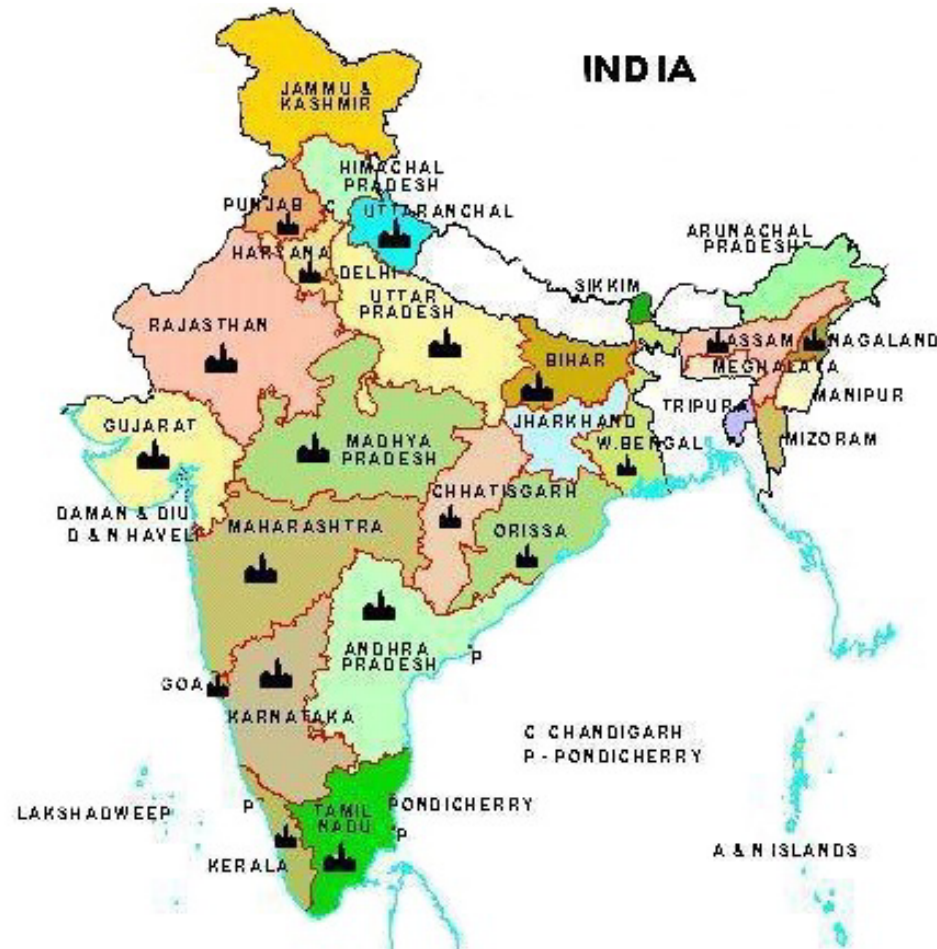 INDIA
JAMMU &
KASHMIR
HIMACHAL
PRADESH
PUNJAB
C
UTTARANCHAL
ARUNACHAL
PRADESH
HARYANA
DELHI
SIKKIM
UTTAR
PRADESH
RAJASTHAN
ASSAM
NAGALAND
BIHAR
MEGHALAYA
MANIPUR
TRIPURA
GUJARAT
JHARKHAND
MADHYA
PRADESH
W.BENGAL
MIZORAM
CHHATISGARH
DAMAN & DIU
D & N HAVELI
MAHARASHTRA
ORISSA
ANDHRA
PRADESH
P
GOA
KARNATAKA
C CHANDIGARH
P - PONDICHERRY
LAKSHADWEEP
P
TAMIL
NADU
PONDICHERRY
P
KERALA
A & N ISLANDS